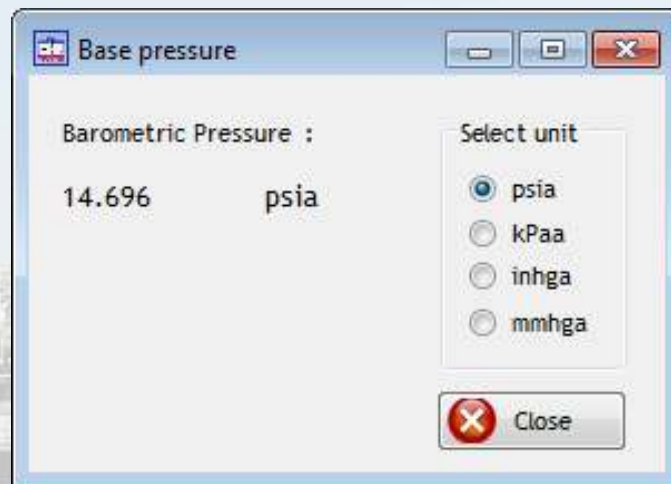 Base pressure
Barometric Pressure :
14.696 psia
Select unit
psia
kPaa
inhga
mmhga
Close